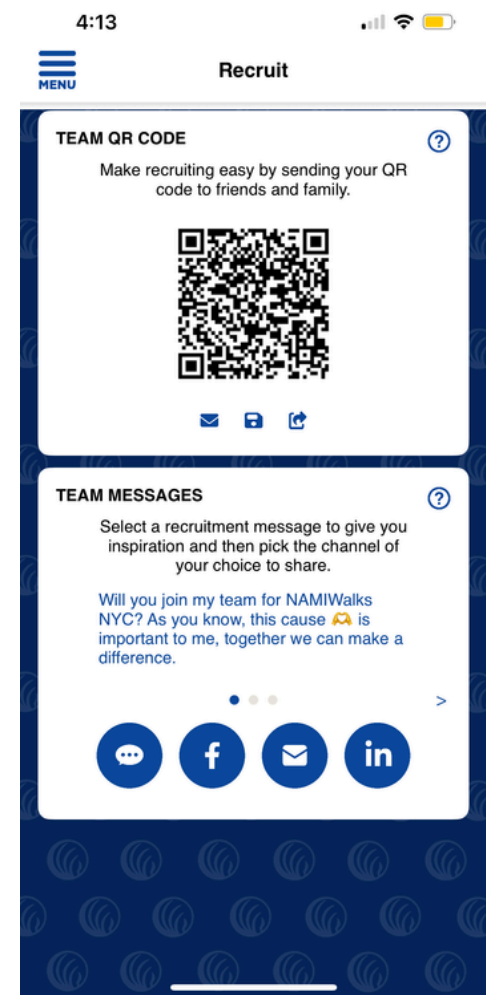 4:13
MENU
Recruit
TEAM QR CODE
Make recruiting easy by sending your QR
code to friends and family.
TEAM MESSAGES
Select a recruitment message to give you
inspiration and then pick the channel of
your choice to share.
Will you join my team for NAMIWalks
NYC? As you know, this cause 🫶 is
important to me, together we can make a
difference.
>
f
in